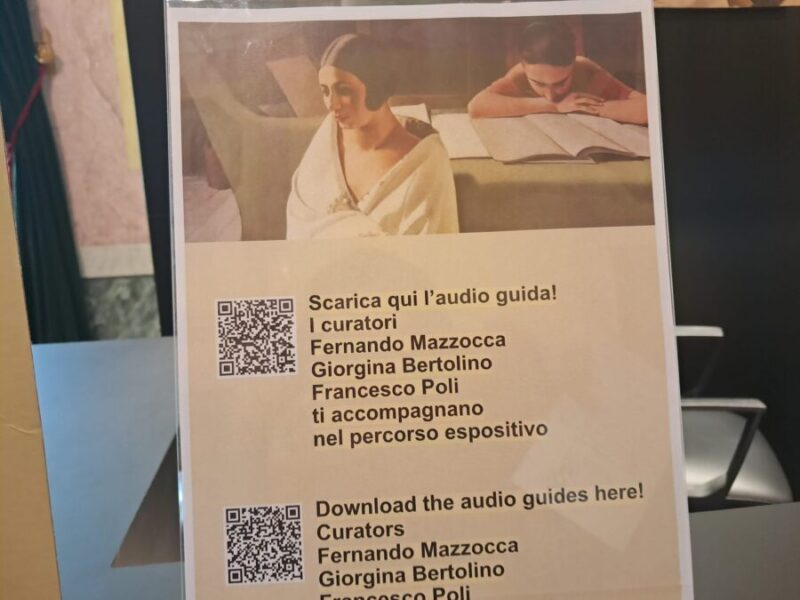 Scarica qui l'audio guida!
I curatori
Fernando Mazzocca
Giorgina Bertolino
Francesco Poli
ti accompagnano
nel percorso espositivo
Download the audio guides here!
Curators
Fernando Mazzocca
Giorgina Bertolino
Francesco Poli